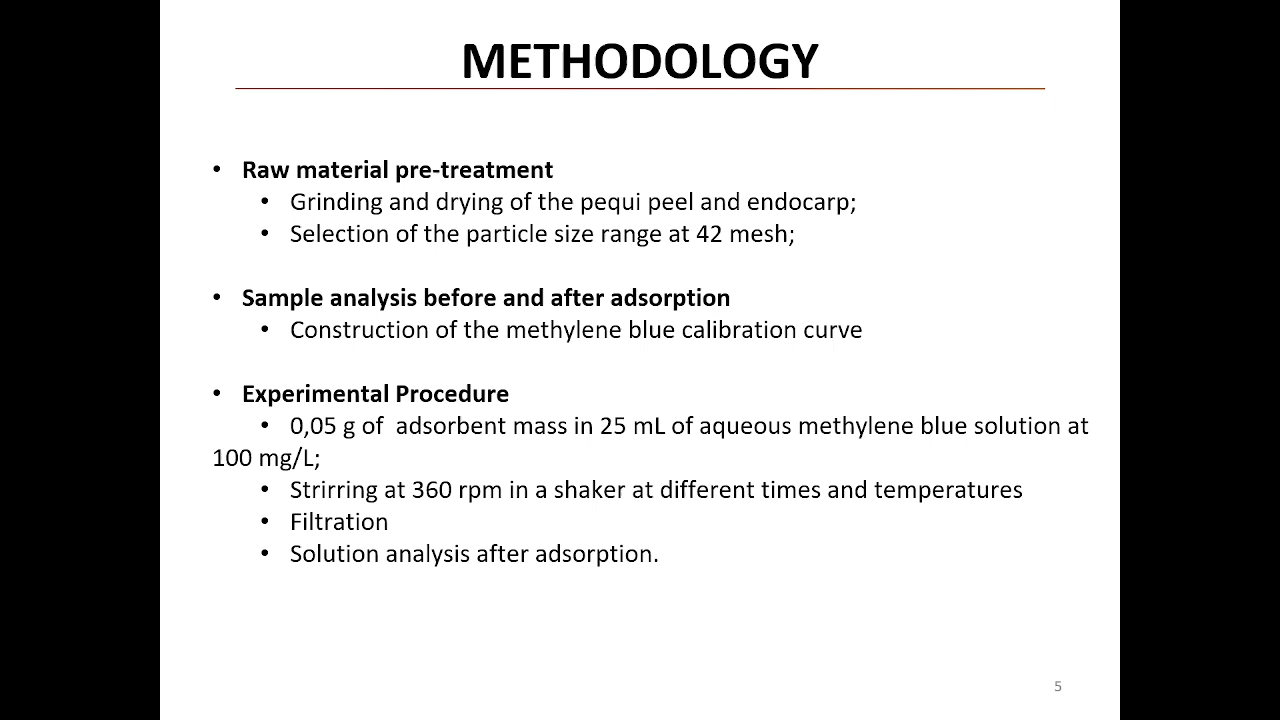 METHODOLOGY
• Raw material pre-treatment
• Grinding and drying of the pequi peel and endocarp;
• Selection of the particle size range at 42 mesh;
• Sample analysis before and after adsorption
• Construction of the methylene blue calibration curve
• Experimental Procedure
• 0,05 g of  adsorbent mass in 25 mL of aqueous methylene blue solution at
100 mg/L;
• Strirring at 360 rpm in a shaker at different times and temperatures
• Filtration
• Solution analysis after adsorption.
5